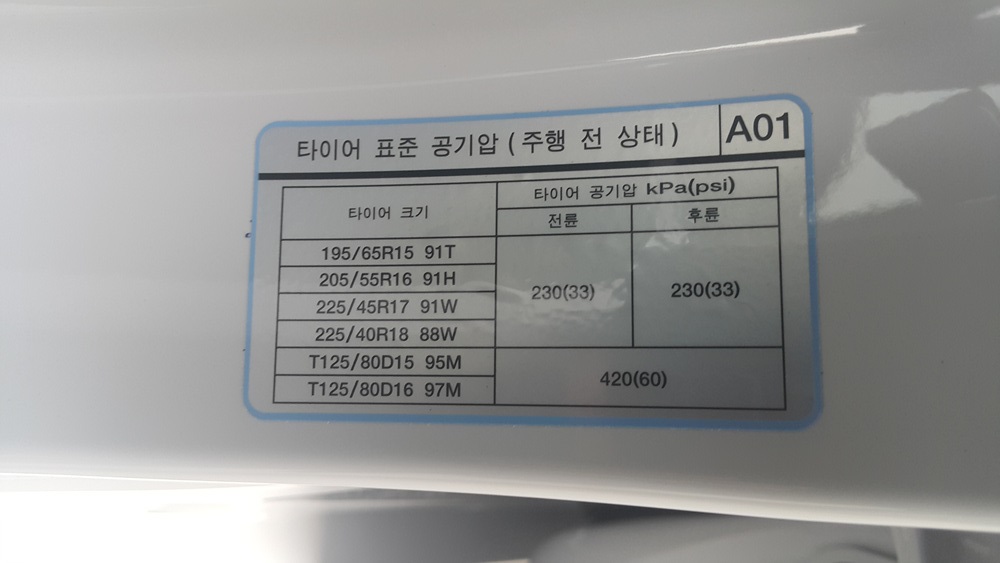 타이어 표준 공기압 (주행 전 상태) A01
타이어 크기
타이어 공기압 kPa(psi)
전륜 후륜
195/65R15 91T
205/55R16 91H
225/45R17 91W
225/40R18 88W
230(33) 230(33)
T125/80D15 95M
T125/80D16 97M
420(60)